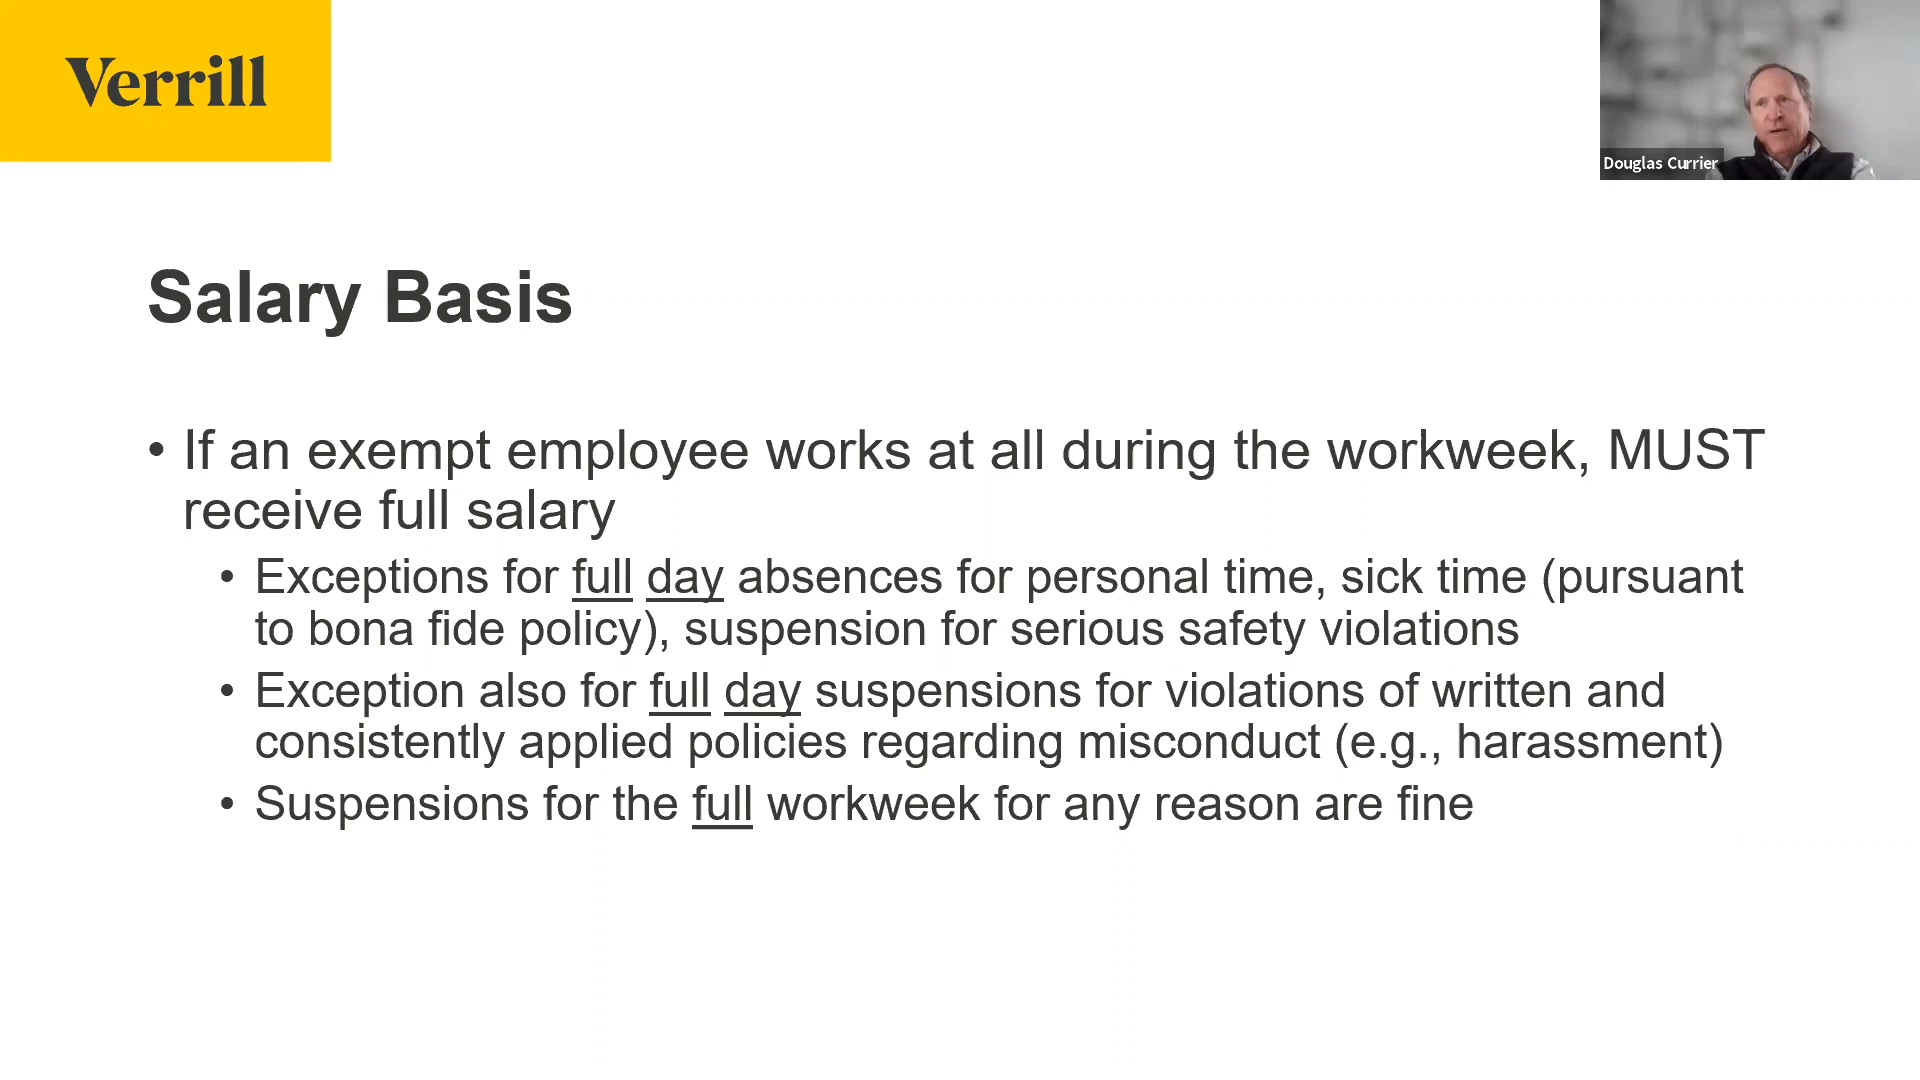 Verrill
Douglas Currier
Salary Basis
• If an exempt employee works at all during the workweek, MUST
receive full salary
• Exceptions for full day absences for personal time, sick time (pursuant
to bona fide policy), suspension for serious safety violations
• Exception also for full day suspensions for violations of written and
consistently applied policies regarding misconduct (e.g., harassment)
• Suspensions for the full workweek for any reason are fine